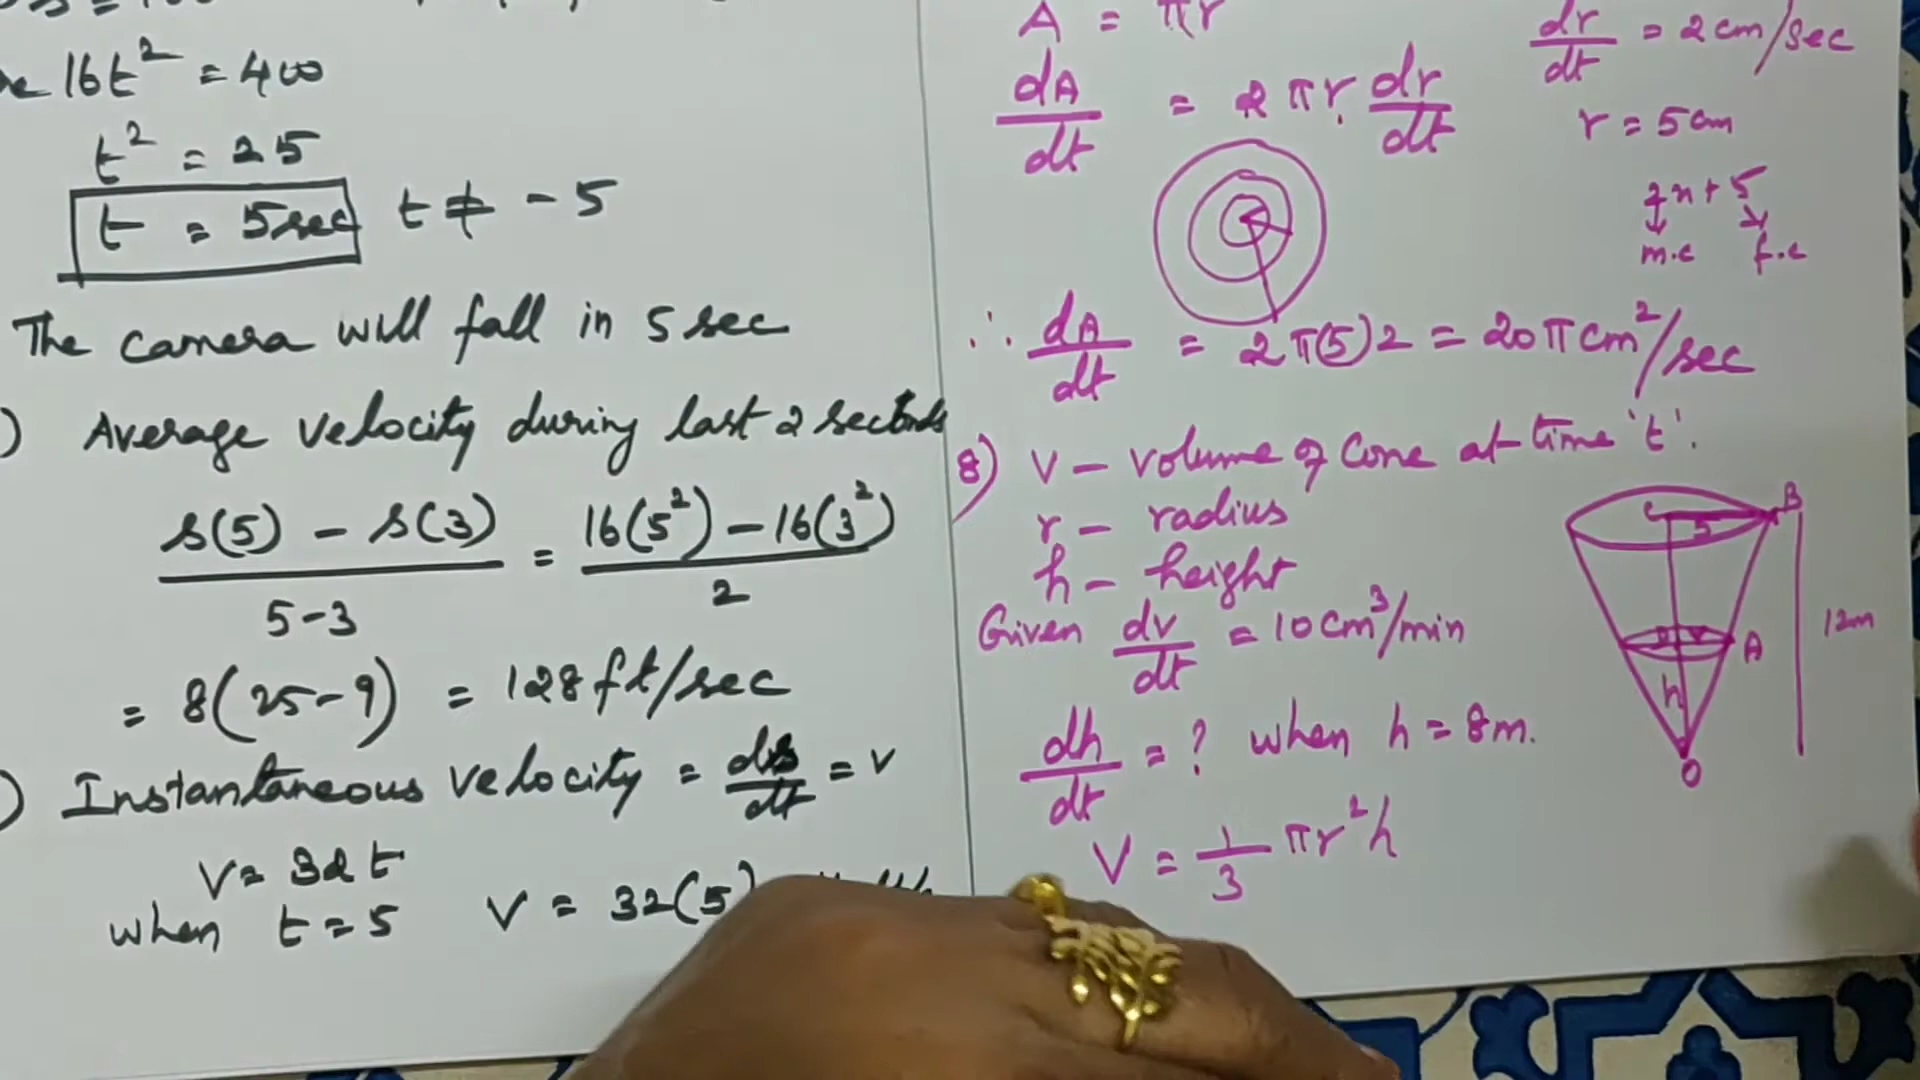 16t² = 400
t² = 25
t = 5sec t ≠ - 5
The camera will fall in 5 sec
) Average velocity during last 2 seconds
s(5) - s(3) / 5-3 = 16(5²) - 16(3²) / 2
= 8(25-9) = 128 ft/sec
) Instantaneous velocity = ds/dt = v
v = 32t
when t = 5 v = 32(5)
A = πr
dA/dt = 2πr. dr/dt
dr/dt = 2cm/sec
r = 5cm
2x + 5
m.c f.c
∴ dA/dt = 2π(5)2 = 20π cm²/sec
8) V - volume of cone at time 't'.
r - radius
h - height
Given dv/dt = 10cm³/min
dh/dt = ? when h = 8m.
V = 1/3 πr²h
C 5 B
r A
h
O
12m